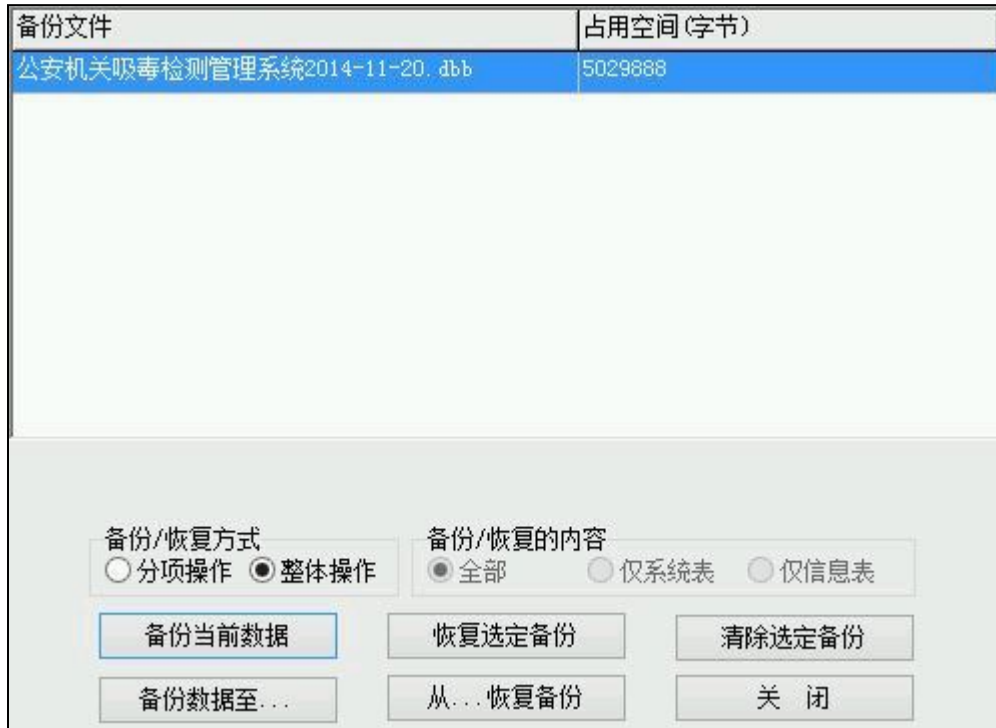 备份文件 占用空间(字节)
公安机关吸毒检测管理系统2014-11-20.dbb 5029888
备份/恢复方式 备份/恢复的内容
分项操作 整体操作 全部 仅系统表 仅信息表
备份当前数据 恢复选定备份 清除选定备份
备份数据至... 从...恢复备份 关 闭